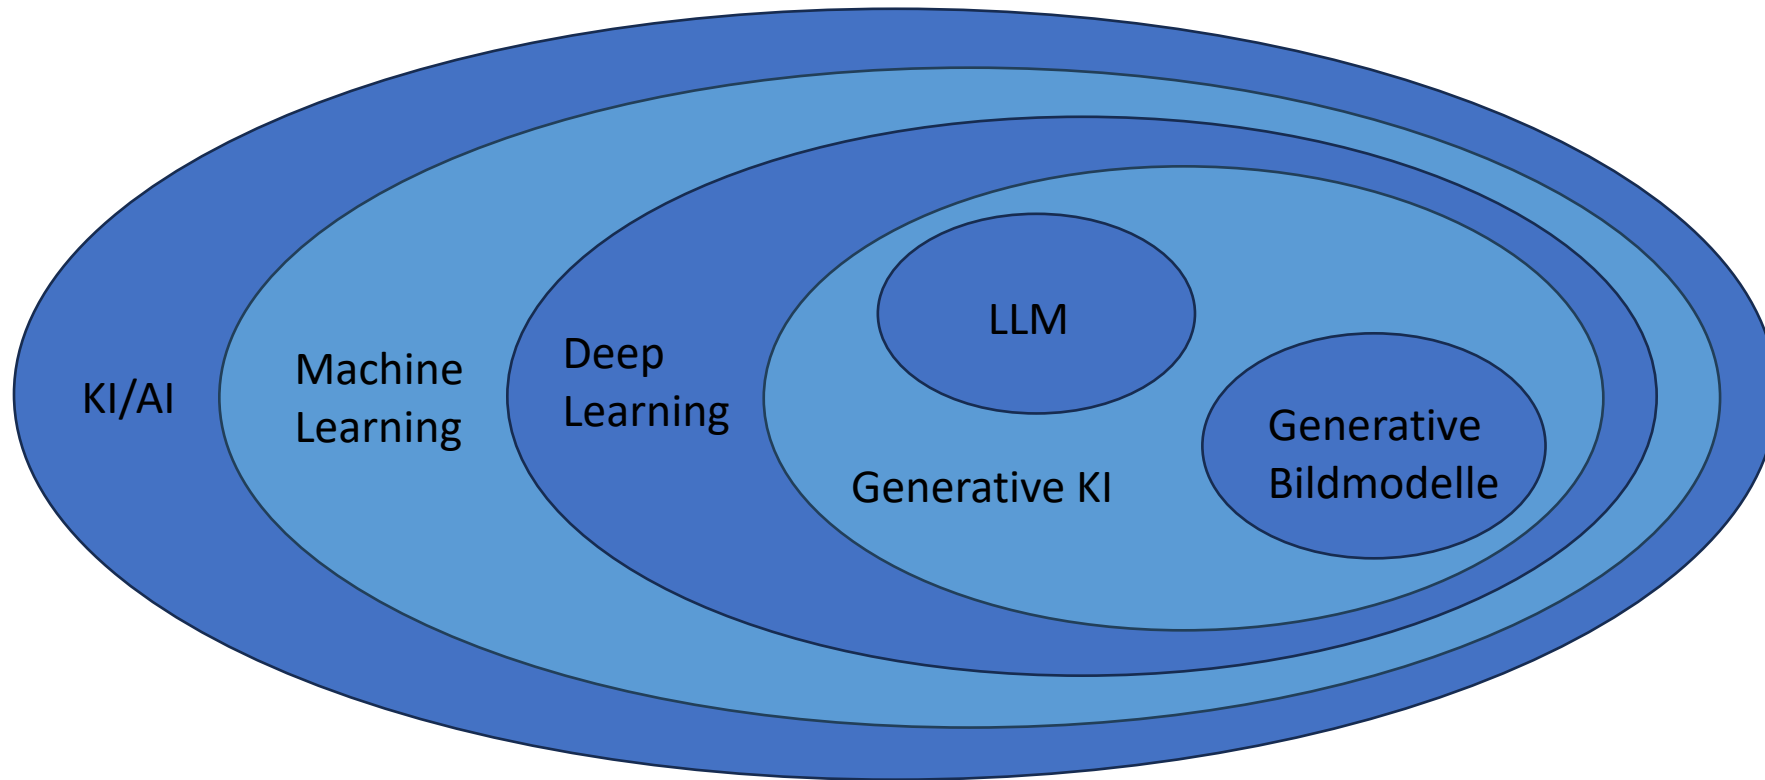 KI/AI
Machine
Learning
Deep
Learning
Generative KI
LLM
Generative
Bildmodelle